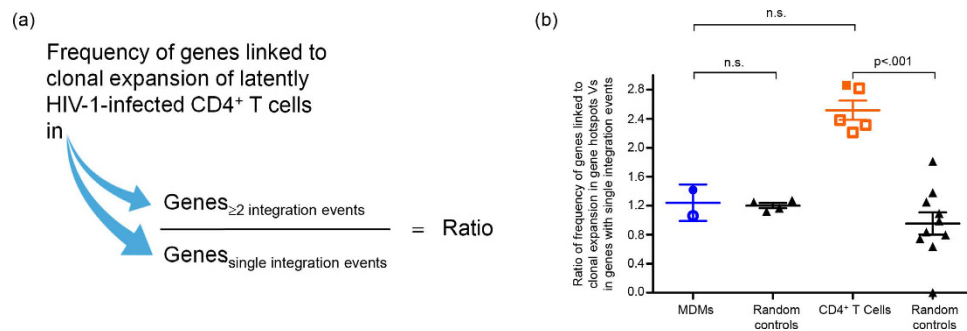 (a)
Frequency of genes linked to
clonal expansion of latently
HIV-1-infected CD4⁺ T cells
in
Genes≥2 integration events
= Ratio
Genessingle integration events
(b)
n.s.
n.s.
p<.001
Ratio of frequency of genes linked to
clonal expansion in gene hotspots Vs
in genes with single integration events
3.2
2.8
2.4
2.0
1.6
1.2
0.8
0.4
0.0
MDMs
Random
controls
CD4⁺ T Cells
Random
controls